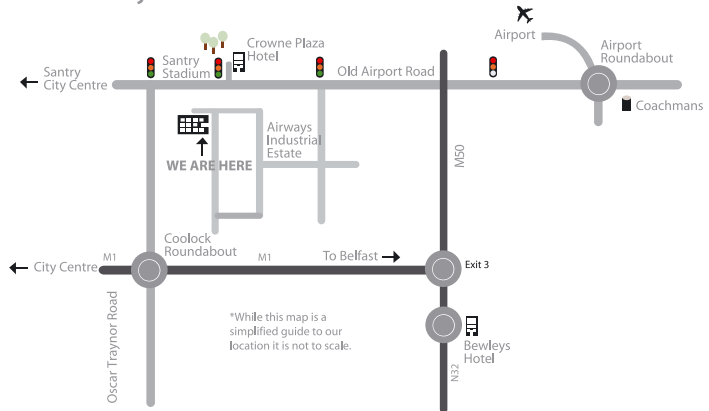 Airport
Airport
Roundabout
Crowne Plaza
Hotel
Santry
Stadium
Old Airport Road
Santry
City Centre
Coachmans
Airways
Industrial
Estate
WE ARE HERE
M50
Coolock
Roundabout
M1
M1
To Belfast
City Centre
Exit 3
Oscar Traynor Road
*While this map is a
simplified guide to our
location it is not to scale.
Bewleys
Hotel
N32